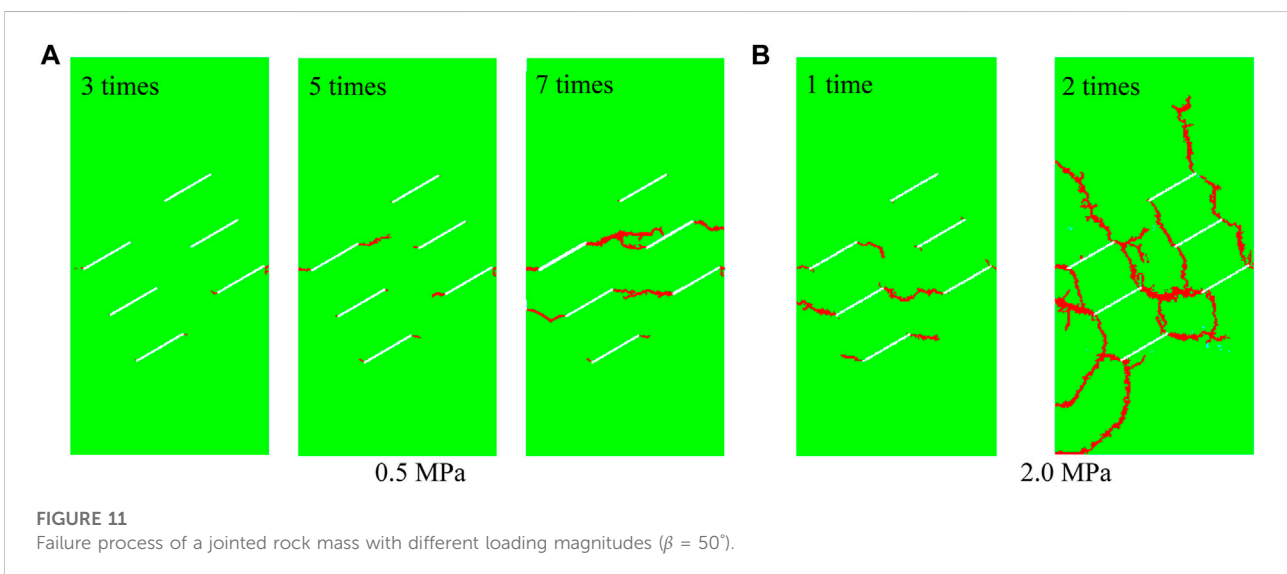 A
3 times
5 times
7 times
0.5 MPa
B
1 time
2 times
2.0 MPa
FIGURE 11
Failure process of a jointed rock mass with different loading magnitudes (β = 50°).